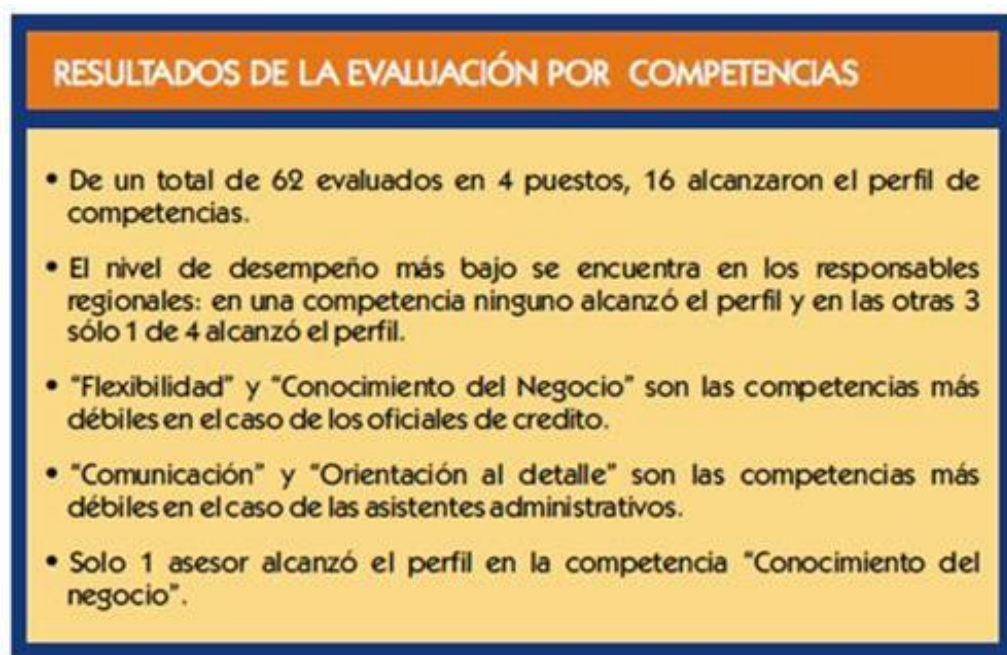 RESULTADOS DE LA EVALUACIÓN POR COMPETENCIAS
• De un total de 62 evaluados en 4 puestos, 16 alcanzaron el perfil de
competencias.
• El nivel de desempeño más bajo se encuentra en los responsables
regionales: en una competencia ninguno alcanzó el perfil y en las otras 3
sólo 1 de 4 alcanzó el perfil.
• "Flexibilidad" y "Conocimiento del Negocio" son las competencias más
débiles en el caso de los oficiales de credito.
• "Comunicación" y "Orientación al detalle" son las competencias más
débiles en el caso de las asistentes administrativos.
• Solo 1 asesor alcanzó el perfil en la competencia "Conocimiento del
negocio".